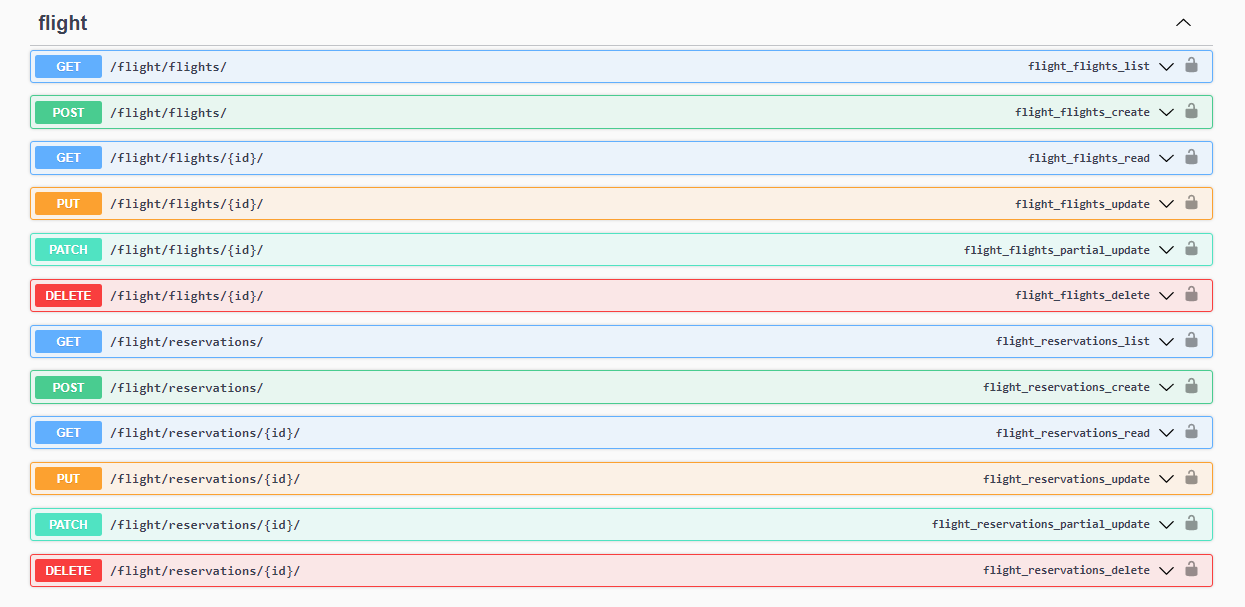 flight
GET /flight/flights/ flight_flights_list
POST /flight/flights/ flight_flights_create
GET /flight/flights/{id}/ flight_flights_read
PUT /flight/flights/{id}/ flight_flights_update
PATCH /flight/flights/{id}/ flight_flights_partial_update
DELETE /flight/flights/{id}/ flight_flights_delete
GET /flight/reservations/ flight_reservations_list
POST /flight/reservations/ flight_reservations_create
GET /flight/reservations/{id}/ flight_reservations_read
PUT /flight/reservations/{id}/ flight_reservations_update
PATCH /flight/reservations/{id}/ flight_reservations_partial_update
DELETE /flight/reservations/{id}/ flight_reservations_delete